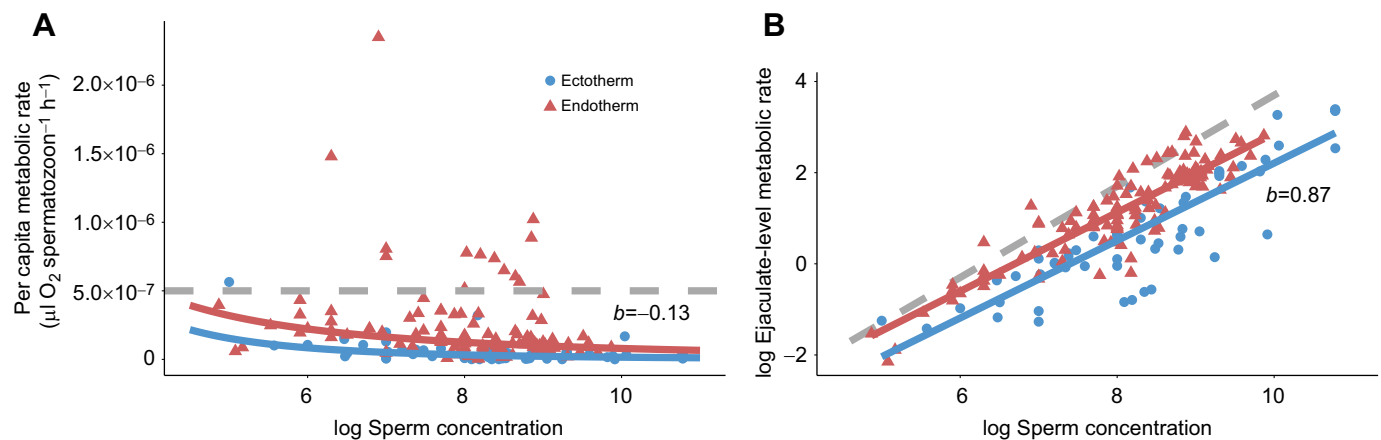 A
Per capita metabolic rate
(µl O₂ spermatozoon⁻¹ h⁻¹)
2.0×10⁻⁶
1.5×10⁻⁶
1.0×10⁻⁶
5.0×10⁻⁷
0
Ectotherm
Endotherm
b=−0.13
6
8
10
log Sperm concentration
B
log Ejaculate-level metabolic rate
4
2
0
−2
b=0.87
6
8
10
log Sperm concentration